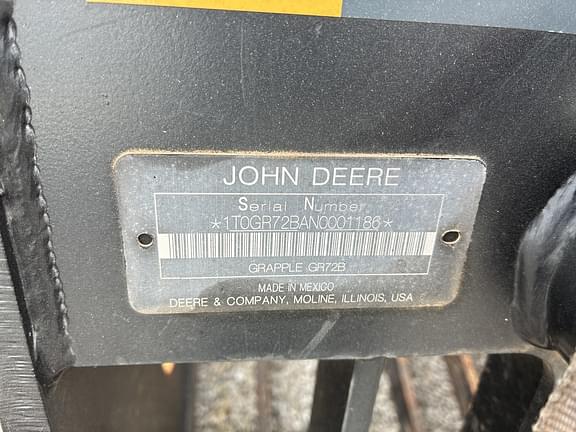 JOHN DEERE
Serial Number
*1T0GR72BAN0001186*
GRAPPLE GR72B
MADE IN MEXICO
DEERE & COMPANY, MOLINE, ILLINOIS, USA